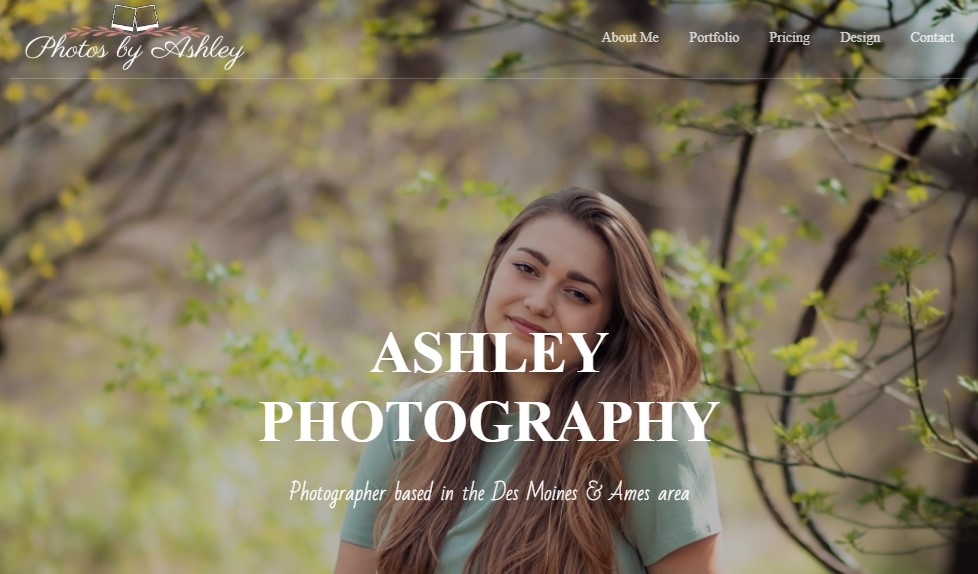 Photos by Ashley
About Me Portfolio Pricing Design Contact
ASHLEY
PHOTOGRAPHY
Photographer based in the Des Moines & Ames area